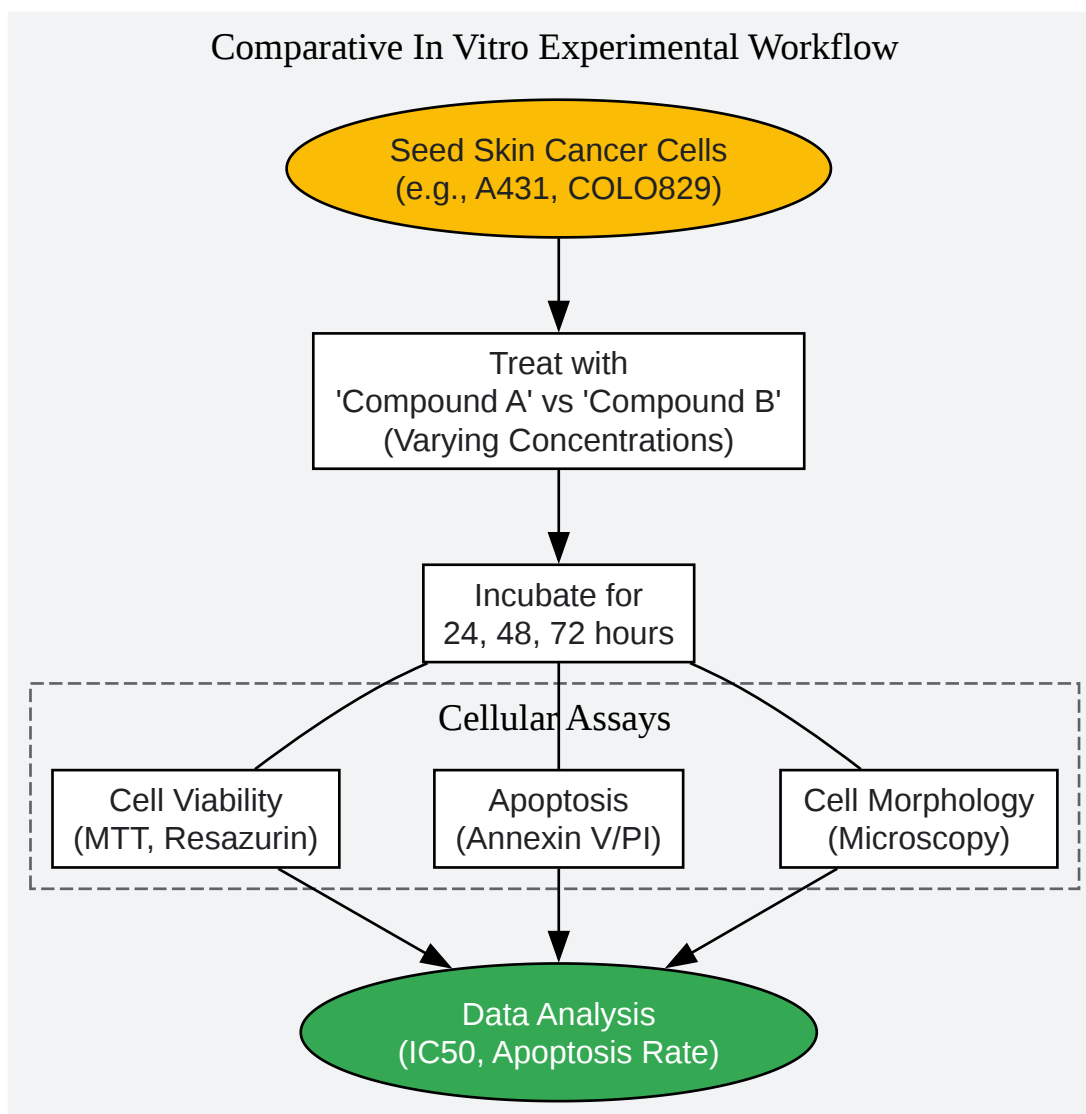 Comparative In Vitro Experimental Workflow
Seed Skin Cancer Cells
(e.g., A431, COLO829)
Treat with
'Compound A' vs 'Compound B'
(Varying Concentrations)
Incubate for
24, 48, 72 hours
Cellular Assays
Cell Viability
(MTT, Resazurin)
Apoptosis
(Annexin V/PI)
Cell Morphology
(Microscopy)
Data Analysis
(IC50, Apoptosis Rate)